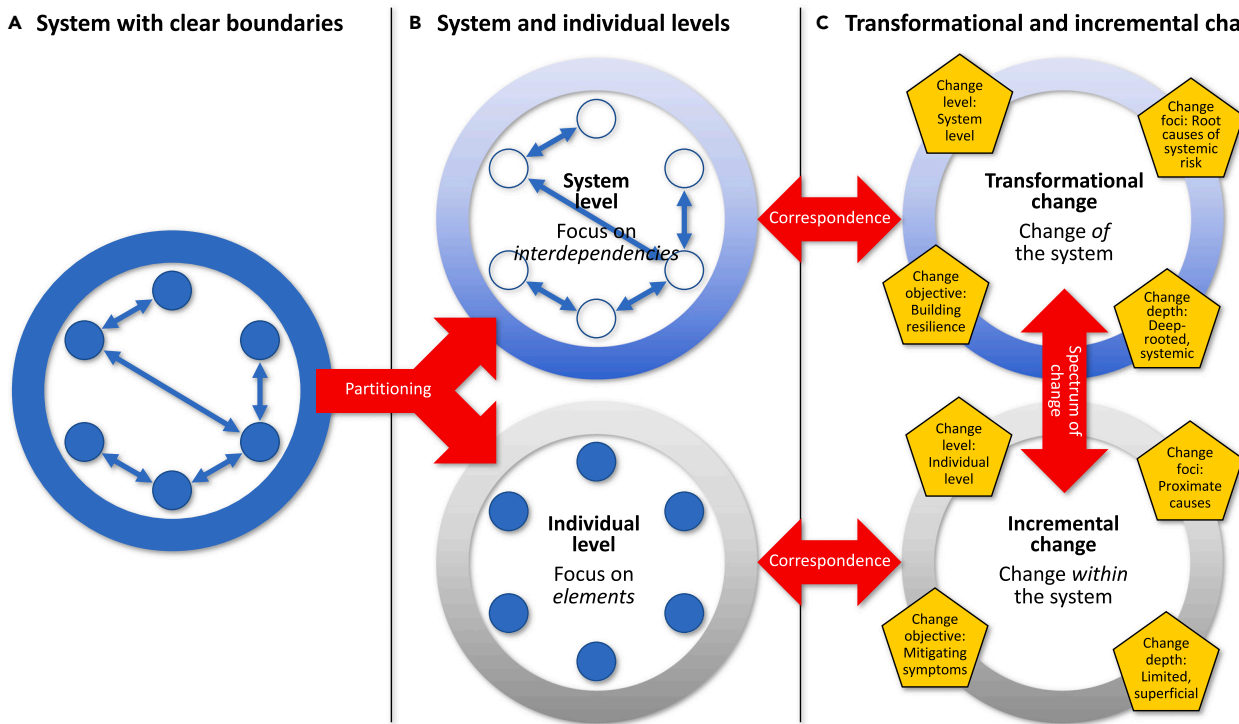 A System with clear boundaries
B System and individual levels
C Transformational and incremental cha
Partitioning
System
level
Focus on
interdependencies
Individual
level
Focus on
elements
Correspondence
Correspondence
Change
level:
System
level
Change
foci: Root
causes of
systemic
risk
Transformational
change
Change of
the system
Change
objective:
Building
resilience
Change
depth:
Deep-
rooted,
systemic
Spectrum of
change
Change
level:
Individual
level
Change
foci:
Proximate
causes
Incremental
change
Change within
the system
Change
objective:
Mitigating
symptoms
Change
depth:
Limited,
superficial